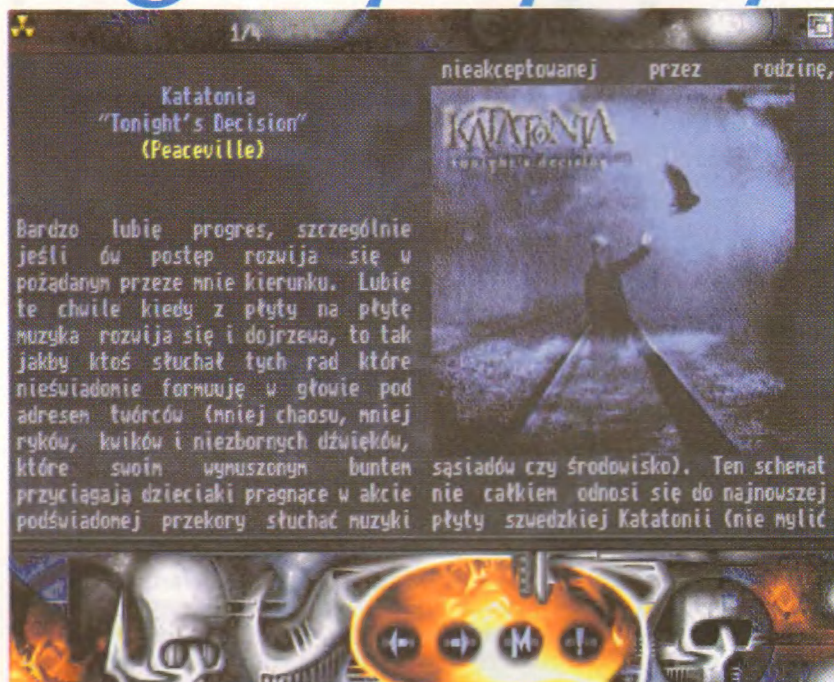 1/4
Katatonia
"Tonight's Decision"
(Peaceville)
Bardzo lubię progres, szczególnie
jeśli ów postęp rozwija się w
pożądanym przeze mnie kierunku. Lubię
te chwile kiedy z płyty na płytę
muzyka rozwija się i dojrzewa, to tak
jakby ktoś słuchał tych rad które
nieświadomie formuuję w głowie pod
adresem twórców (mniej chaosu, mniej
ryków, kwików i niezbornych dźwięków,
które swoim wymuszonym buntem
przyciągają dzieciaki pragnące w akcie
podświadomej przekory słuchać muzyki
nieakceptowanej przez rodzinę,
KATATONIA
tonight's decision
sąsiadów czy środowisko). Ten schemat
nie całkiem odnosi się do najnowszej
płyty szwedzkiej Katatonii (nie mylić
M !